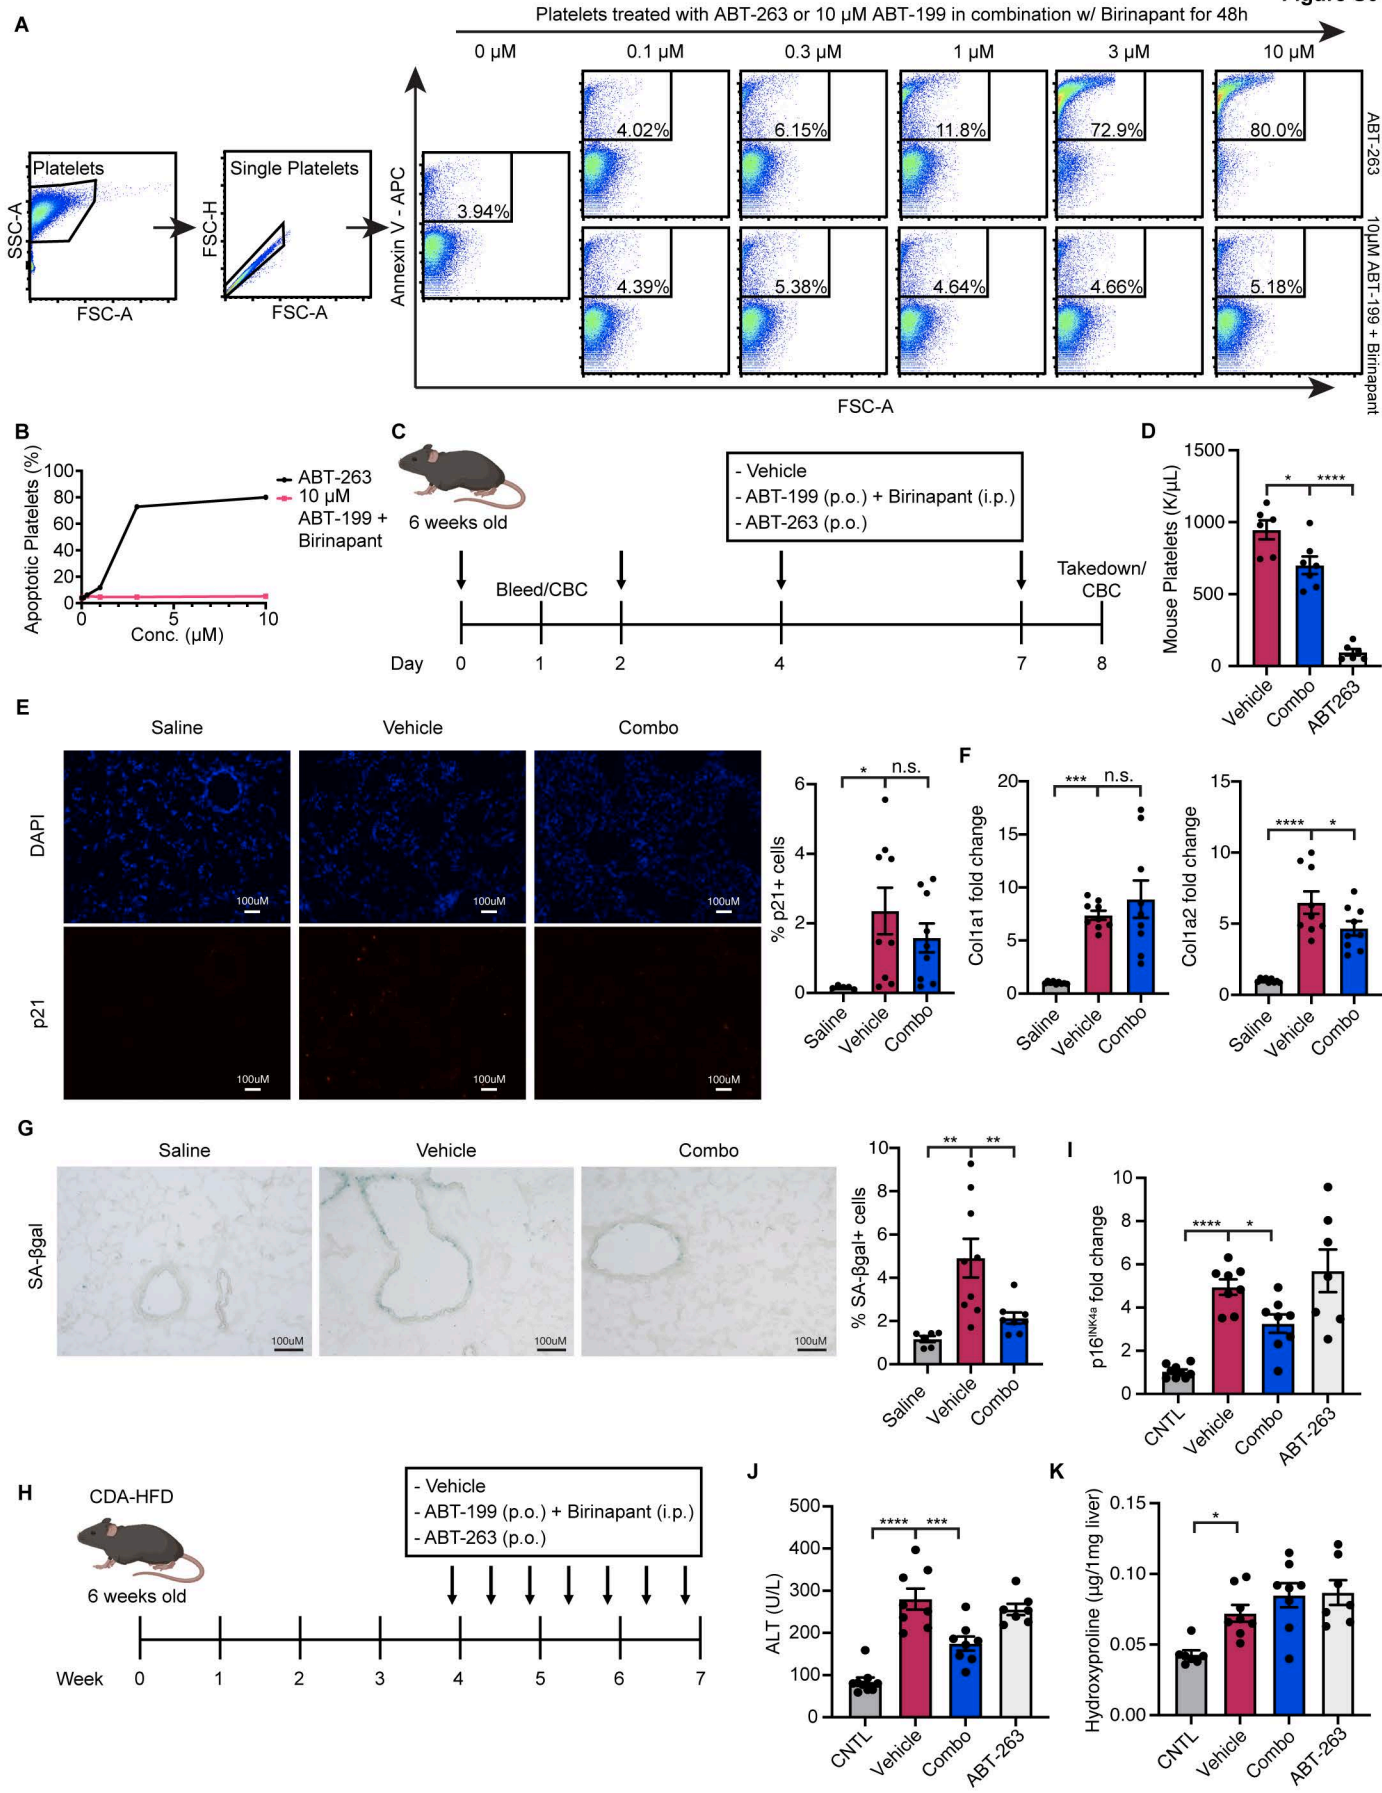 A
Platelets treated with ABT-263 or 10 µM ABT-199 in combination w/ Birinapant for 48h
0 µM
0.1 µM
0.3 µM
1 µM
3 µM
10 µM
Platelets
SSC-A
FSC-A
Single Platelets
FSC-H
FSC-A
Annexin V - APC
3.94%
4.02%
6.15%
11.8%
72.9%
80.0%
ABT-263
4.39%
5.38%
4.64%
4.66%
5.18%
10µM ABT-199 + Birinapant
FSC-A
B
Apoptotic Platelets (%)
100
80
60
40
20
0
0
5
10
Conc. (µM)
ABT-263
10 µM
ABT-199 +
Birinapant
C
6 weeks old
- Vehicle
- ABT-199 (p.o.) + Birinapant (i.p.)
- ABT-263 (p.o.)
Bleed/CBC
Takedown/
CBC
Day
0
1
2
4
7
8
D
Mouse Platelets (K/µL)
1500
1000
500
0
*
****
Vehicle
Combo
ABT263
E
Saline
Vehicle
Combo
DAPI
100uM
100uM
100uM
p21
100uM
100uM
100uM
% p21+ cells
6
4
2
0
*
n.s.
Saline
Vehicle
Combo
F
Col1a1 fold change
20
15
10
5
0
***
n.s.
Saline
Vehicle
Combo
Col1a2 fold change
15
10
5
0
****
*
Saline
Vehicle
Combo
G
Saline
Vehicle
Combo
SA-βgal
100uM
100uM
100uM
% SA-βgal+ cells
10
8
6
4
2
0
**
**
Saline
Vehicle
Combo
I
p16INK4a fold change
10
8
6
4
2
0
****
*
CNTL
Vehicle
Combo
ABT-263
H
CDA-HFD
6 weeks old
- Vehicle
- ABT-199 (p.o.) + Birinapant (i.p.)
- ABT-263 (p.o.)
Week
0
1
2
3
4
5
6
7
J
ALT (U/L)
500
400
300
200
100
0
****
***
CNTL
Vehicle
Combo
ABT-263
K
Hydroxyproline (µg/1mg liver)
0.15
0.10
0.05
0.00
*
CNTL
Vehicle
Combo
ABT-263